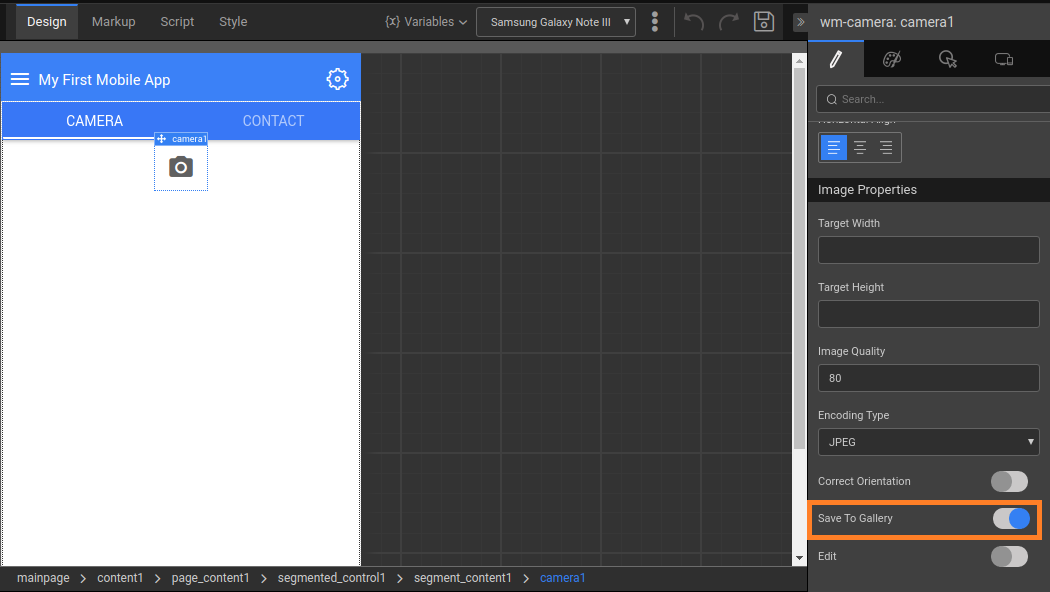 Design Markup Script Style {x} Variables Samsung Galaxy Note III wm-camera: camera1
My First Mobile App
Search...
CAMERA CONTACT
Horizontal Align
camera1
Image Properties
Target Width
Target Height
Image Quality
80
Encoding Type
JPEG
Correct Orientation
Save To Gallery
Edit
mainpage > content1 > page_content1 > segmented_control1 > segment_content1 > camera1